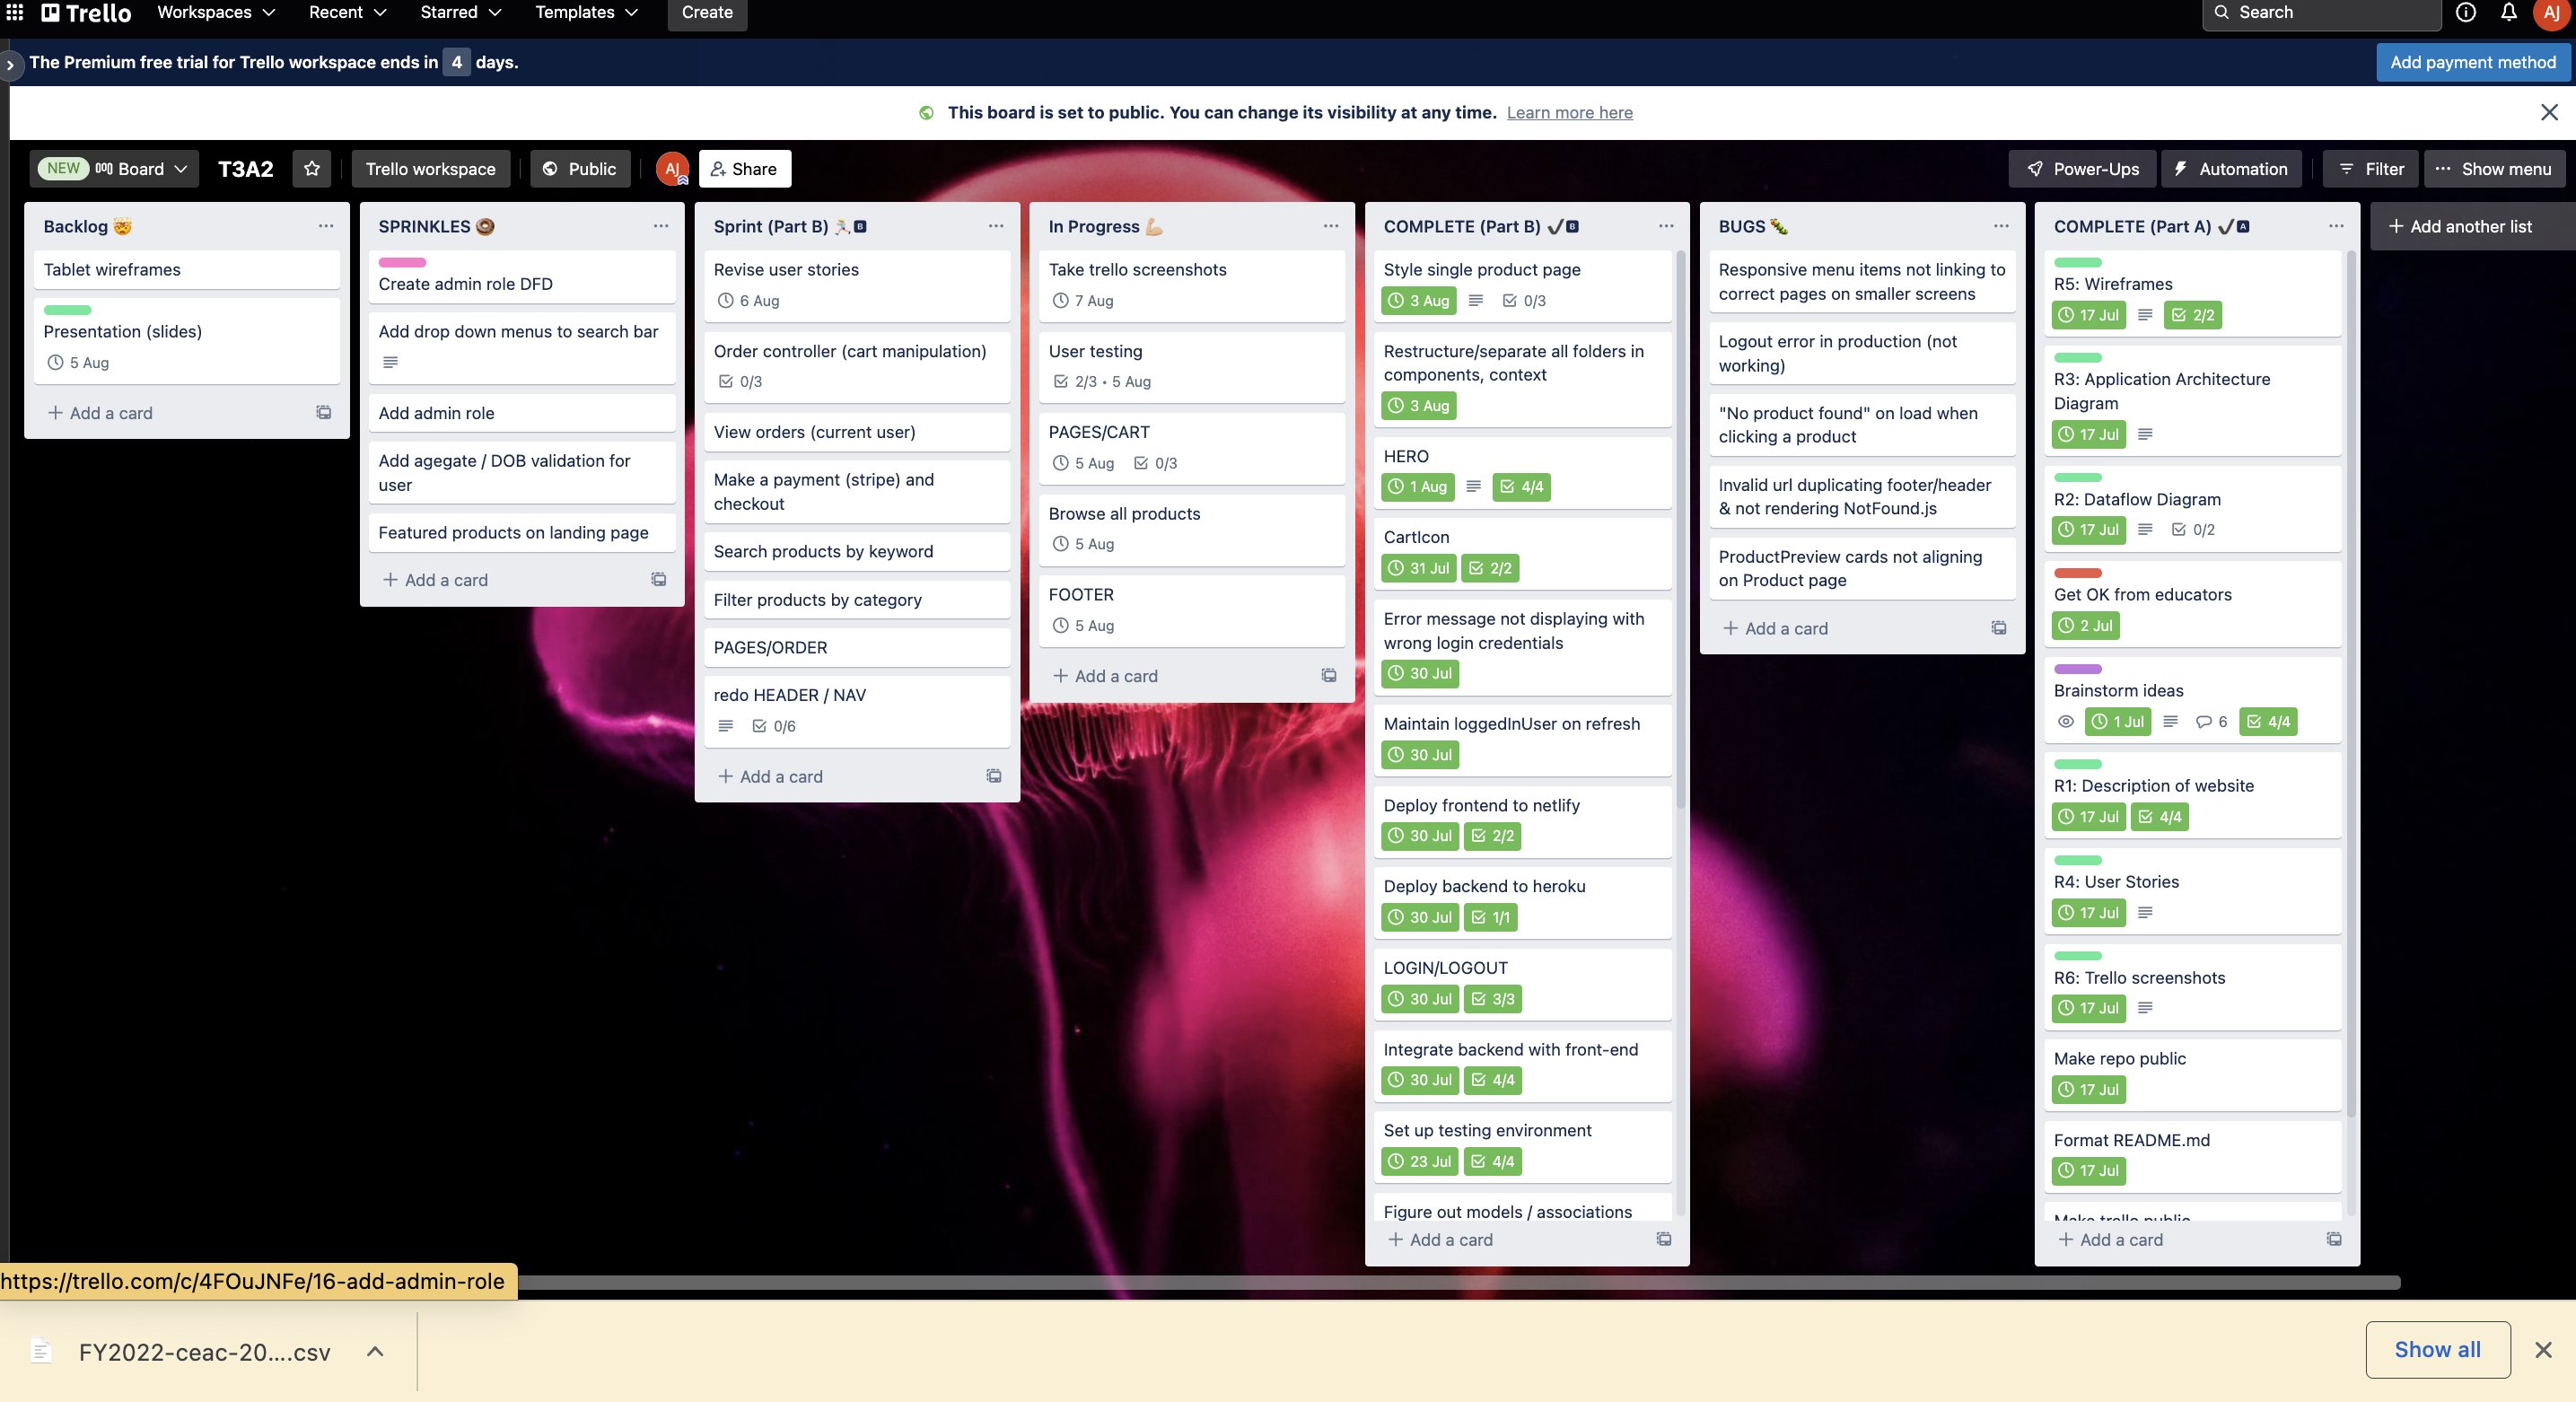 Trello
Workspaces
Recent
Starred
Templates
Create
Search
AJ
The Premium free trial for Trello workspace ends in 4 days.
Add payment method
This board is set to public. You can change its visibility at any time. Learn more here
NEW Board
T3A2
Trello workspace
Public
AJ
Share
Power-Ups
Automation
Filter
Show menu
Backlog 🤯
Tablet wireframes
Presentation (slides)
5 Aug
Add a card
SPRINKLES 🍩
Create admin role DFD
Add drop down menus to search bar
Add admin role
Add agegate / DOB validation for
user
Featured products on landing page
Add a card
Sprint (Part B) 🏃🏻 B
Revise user stories
6 Aug
Order controller (cart manipulation)
0/3
View orders (current user)
Make a payment (stripe) and
checkout
Search products by keyword
Filter products by category
PAGES/ORDER
redo HEADER / NAV
0/6
Add a card
In Progress 💪🏼
Take trello screenshots
7 Aug
User testing
2/3 • 5 Aug
PAGES/CART
5 Aug 0/3
Browse all products
5 Aug
FOOTER
5 Aug
Add a card
COMPLETE (Part B) ✔️ B
Style single product page
3 Aug 0/3
Restructure/separate all folders in
components, context
3 Aug
HERO
1 Aug 4/4
CartIcon
31 Jul 2/2
Error message not displaying with
wrong login credentials
30 Jul
Maintain loggedInUser on refresh
30 Jul
Deploy frontend to netlify
30 Jul 2/2
Deploy backend to heroku
30 Jul 1/1
LOGIN/LOGOUT
30 Jul 3/3
Integrate backend with front-end
30 Jul 4/4
Set up testing environment
23 Jul 4/4
Figure out models / associations
Add a card
BUGS 🐛
Responsive menu items not linking to
correct pages on smaller screens
Logout error in production (not
working)
"No product found" on load when
clicking a product
Invalid url duplicating footer/header
& not rendering NotFound.js
ProductPreview cards not aligning
on Product page
Add a card
COMPLETE (Part A) ✔️ A
R5: Wireframes
17 Jul 2/2
R3: Application Architecture
Diagram
17 Jul
R2: Dataflow Diagram
17 Jul 0/2
Get OK from educators
2 Jul
Brainstorm ideas
1 Jul 6 4/4
R1: Description of website
17 Jul 4/4
R4: User Stories
17 Jul
R6: Trello screenshots
17 Jul
Make repo public
17 Jul
Format README.md
17 Jul
Make trello public
Add a card
Add another list
https://trello.com/c/4FOuJNFe/16-add-admin-role
FY2022-ceac-20....csv
Show all